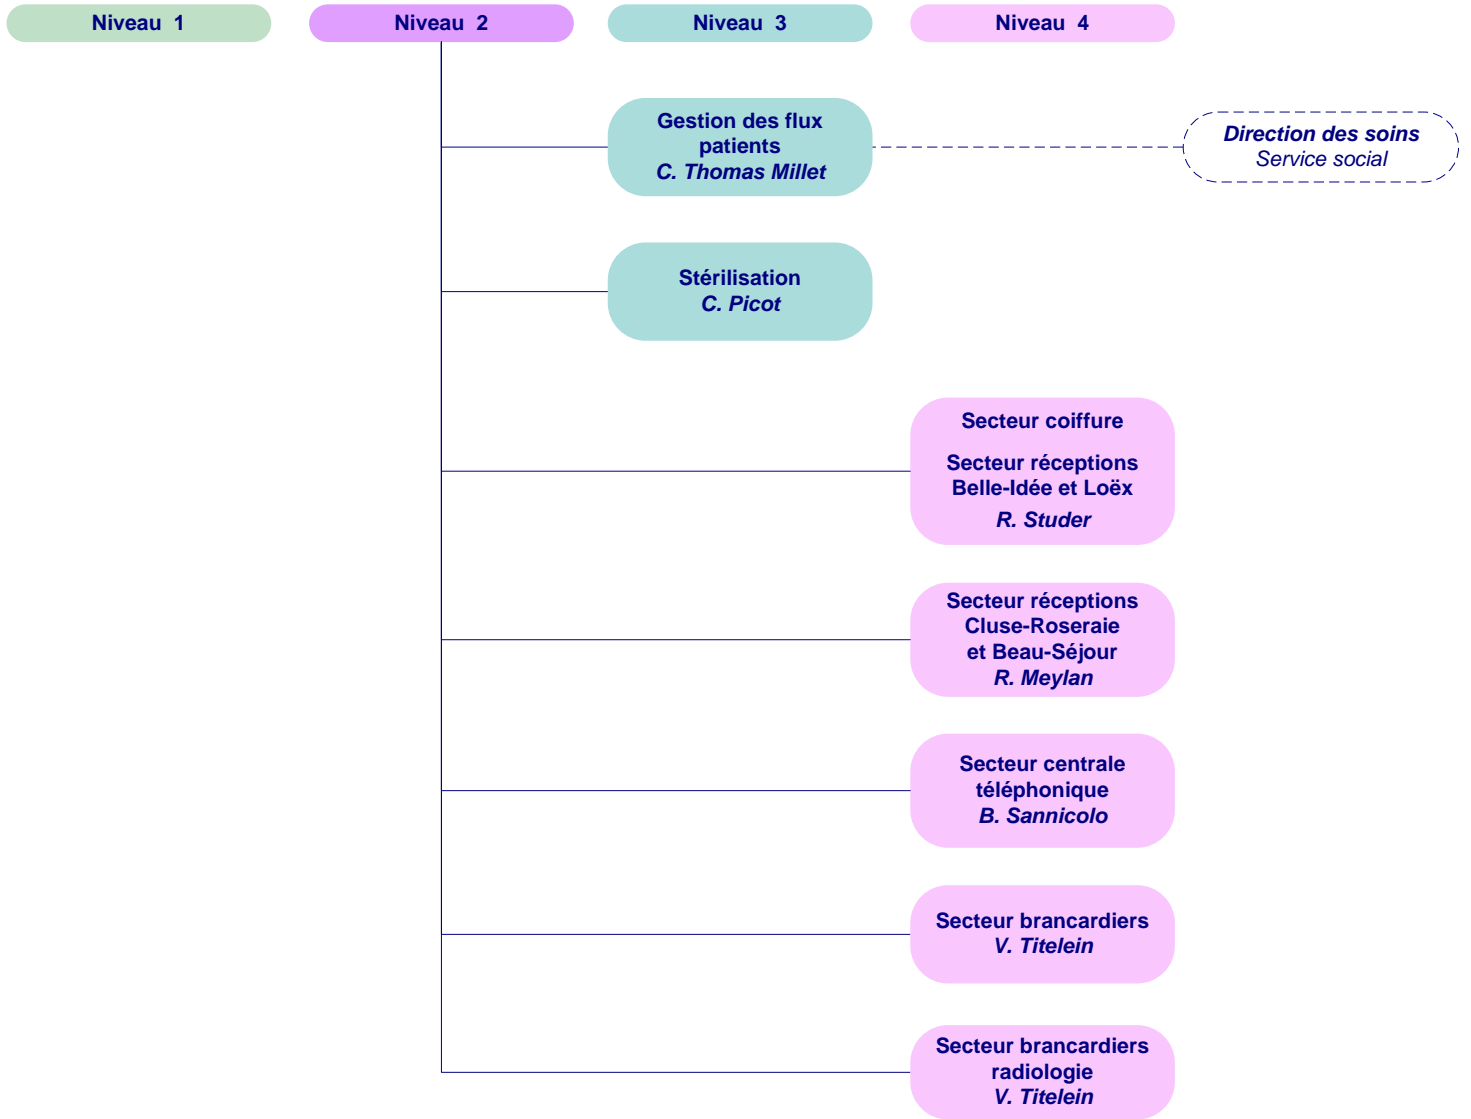 Niveau 1
Niveau 2
Niveau 3
Niveau 4
Gestion des flux
patients
C. Thomas Millet
Direction des soins
Service social
Stérilisation
C. Picot
Secteur coiffure
Secteur réceptions
Belle-Idée et Loëx
R. Studer
Secteur réceptions
Cluse-Roseraie
et Beau-Séjour
R. Meylan
Secteur centrale
téléphonique
B. Sannicolo
Secteur brancardiers
V. Titelein
Secteur brancardiers
radiologie
V. Titelein